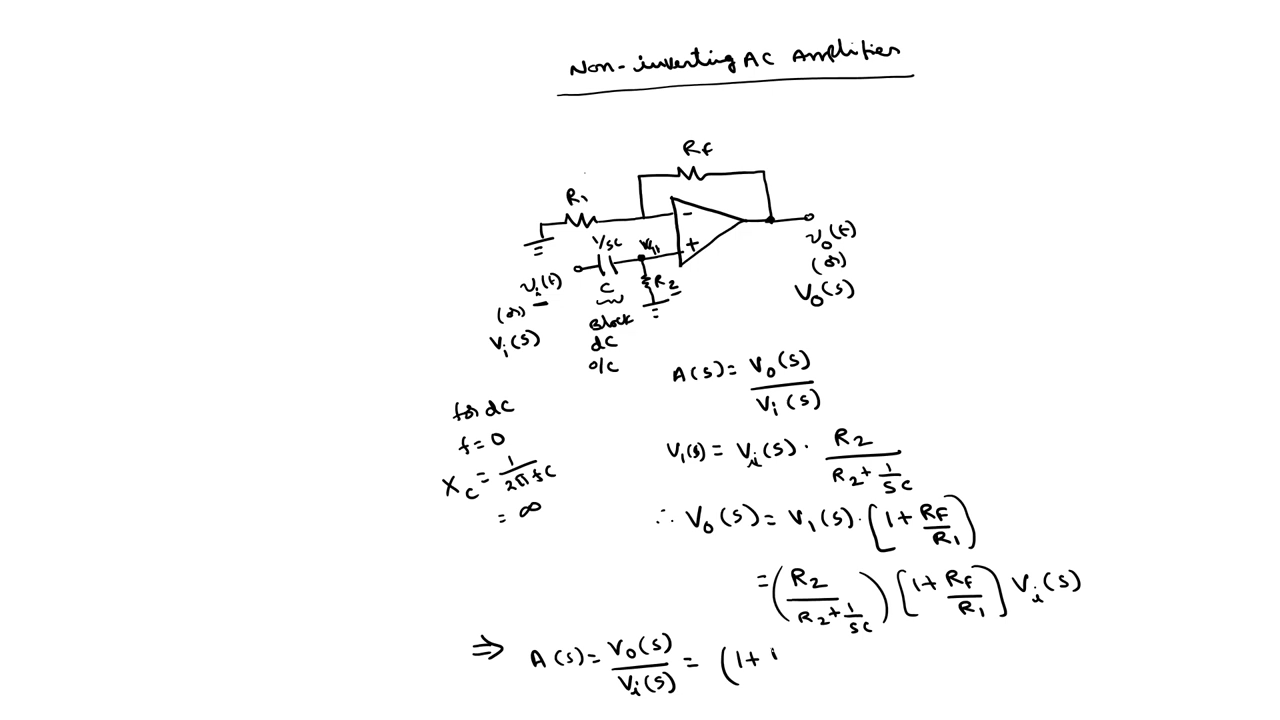 Non-inverting AC Amplifier
RF
R1
-
1/SC
V1
+
vi(t)
C
R2
vo(t)
(or)
Vo(s)
(or)
Vi(s)
Block
dC
o/c
A(s) = Vo(s) / Vi(s)
for dC
f = 0
XC = 1 / 2πfC
= ∞
V1(s) = Vi(s) · R2 / (R2 + 1/SC)
∴ Vo(s) = V1(s) · [1 + RF/R1]
= (R2 / (R2 + 1/SC)) [1 + RF/R1] Vi(s)
⇒ A(s) = Vo(s) / Vi(s) = (1+